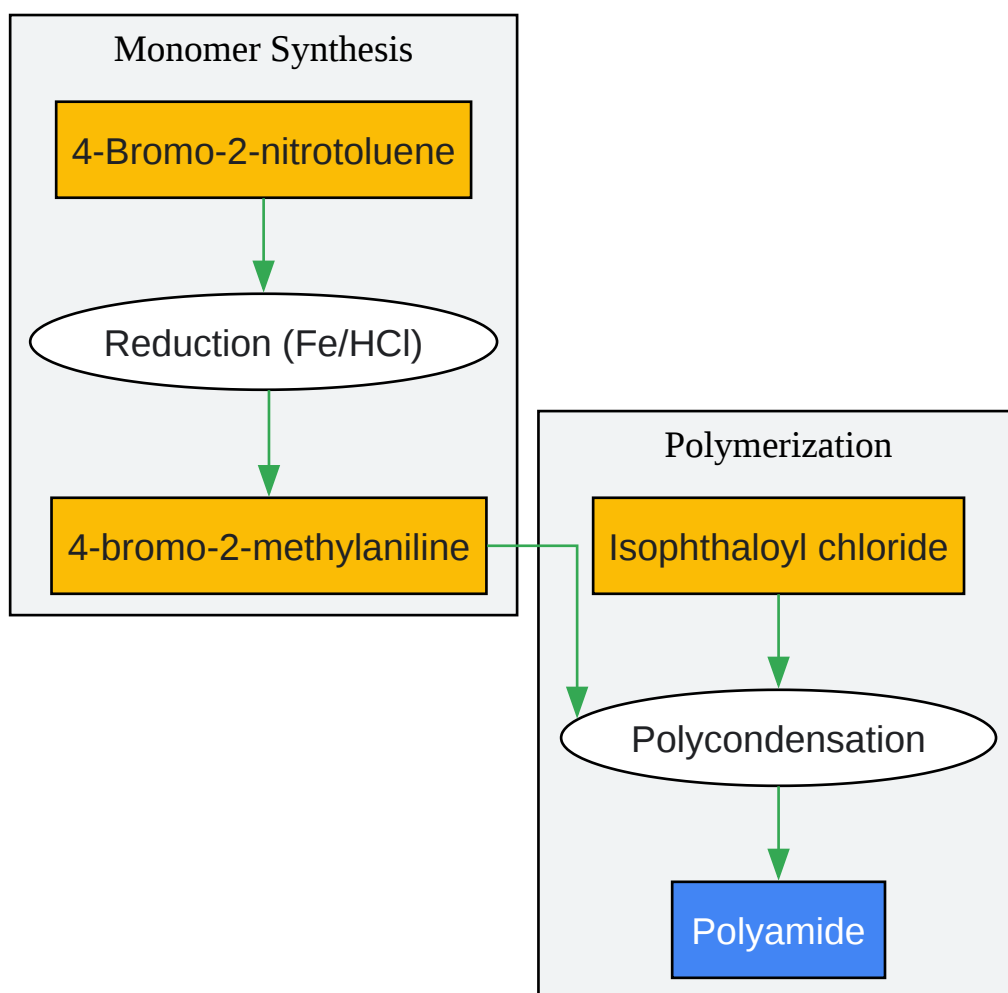 Monomer Synthesis
4-Bromo-2-nitrotoluene
Reduction (Fe/HCl)
4-bromo-2-methylaniline
Polymerization
Isophthaloyl chloride
Polycondensation
Polyamide